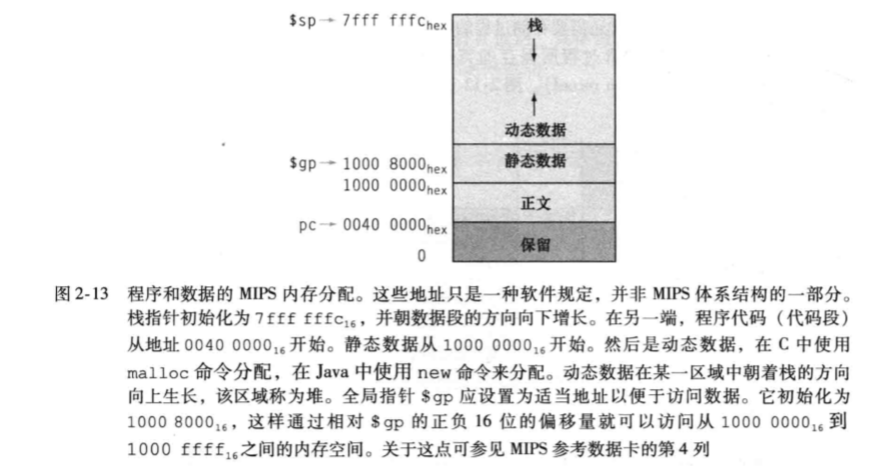 $sp→ 7fff fffc hex
栈
动态数据
$gp→ 1000 8000 hex
静态数据
1000 0000 hex
正文
pc→ 0040 0000 hex
保留
0
图 2-13 程序和数据的 MIPS 内存分配。这些地址只是一种软件规定，并非 MIPS 体系结构的一部分。
栈指针初始化为 7fff fffc₁₆，并朝数据段的方向向下增长。在另一端，程序代码（代码段）
从地址 0040 0000₁₆ 开始。静态数据从 1000 0000₁₆ 开始。然后是动态数据，在 C 中使用
malloc 命令分配，在 Java 中使用 new 命令来分配。动态数据在某一区域中朝着栈的方向
向上生长，该区域称为堆。全局指针 $gp 应设置为适当地址以便于访问数据。它初始化为
1000 8000₁₆，这样通过相对 $gp 的正负 16 位的偏移量就可以访问从 1000 0000₁₆ 到
1000 ffff₁₆ 之间的内存空间。关于这点可参见 MIPS 参考数据卡的第 4 列